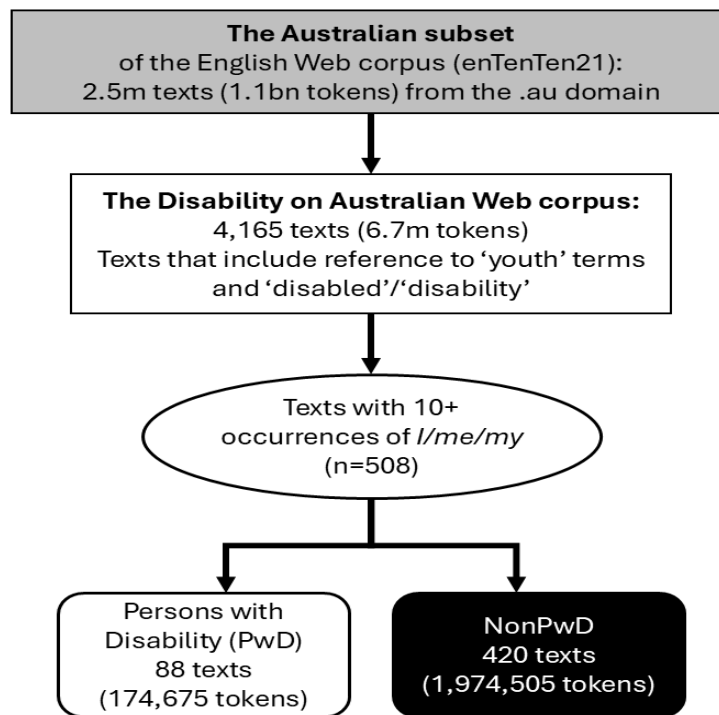 The Australian subset
of the English Web corpus (enTenTen21):
2.5m texts (1.1bn tokens) from the .au domain
The Disability on Australian Web corpus:
4,165 texts (6.7m tokens)
Texts that include reference to ‘youth’ terms
and ‘disabled’/‘disability’
Texts with 10+
occurrences of I/me/my
(n=508)
Persons with
Disability (PwD)
88 texts
(174,675 tokens)
NonPwD
420 texts
(1,974,505 tokens)